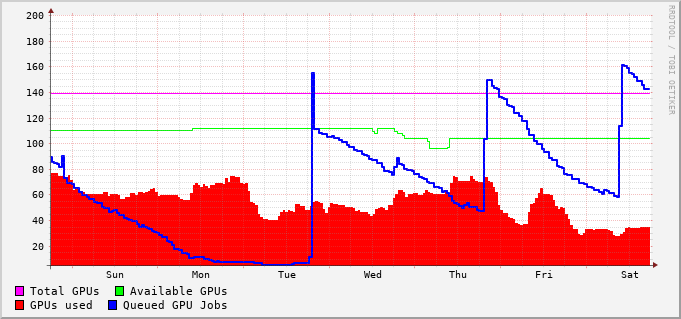 200
180
160
140
120
100
80
60
40
20
Sun Mon Tue Wed Thu Fri Sat
Total GPUs Available GPUs
GPUs used Queued GPU Jobs
RRDTOOL / TOBI OETIKER